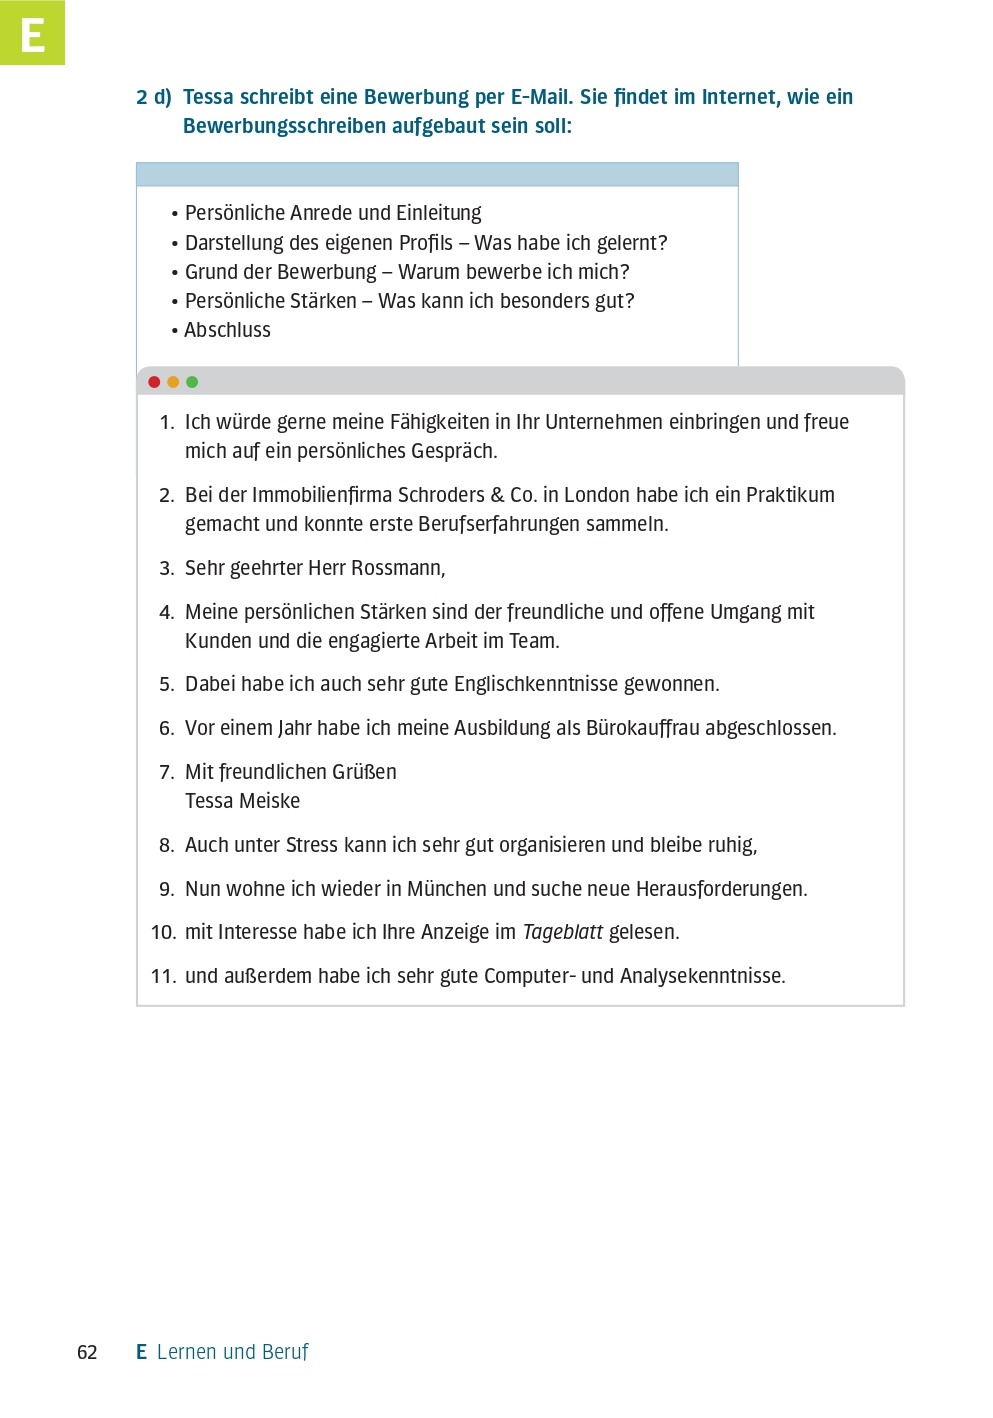 E
2 d) Tessa schreibt eine Bewerbung per E-Mail. Sie findet im Internet, wie ein
Bewerbungsschreiben aufgebaut sein soll:
• Persönliche Anrede und Einleitung
• Darstellung des eigenen Profils – Was habe ich gelernt?
• Grund der Bewerbung – Warum bewerbe ich mich?
• Persönliche Stärken – Was kann ich besonders gut?
• Abschluss
1. Ich würde gerne meine Fähigkeiten in Ihr Unternehmen einbringen und freue
mich auf ein persönliches Gespräch.
2. Bei der Immobilienfirma Schroders & Co. in London habe ich ein Praktikum
gemacht und konnte erste Berufserfahrungen sammeln.
3. Sehr geehrter Herr Rossmann,
4. Meine persönlichen Stärken sind der freundliche und offene Umgang mit
Kunden und die engagierte Arbeit im Team.
5. Dabei habe ich auch sehr gute Englischkenntnisse gewonnen.
6. Vor einem Jahr habe ich meine Ausbildung als Bürokauffrau abgeschlossen.
7. Mit freundlichen Grüßen
Tessa Meiske
8. Auch unter Stress kann ich sehr gut organisieren und bleibe ruhig,
9. Nun wohne ich wieder in München und suche neue Herausforderungen.
10. mit Interesse habe ich Ihre Anzeige im Tageblatt gelesen.
11. und außerdem habe ich sehr gute Computer- und Analysekenntnisse.
62 E Lernen und Beruf